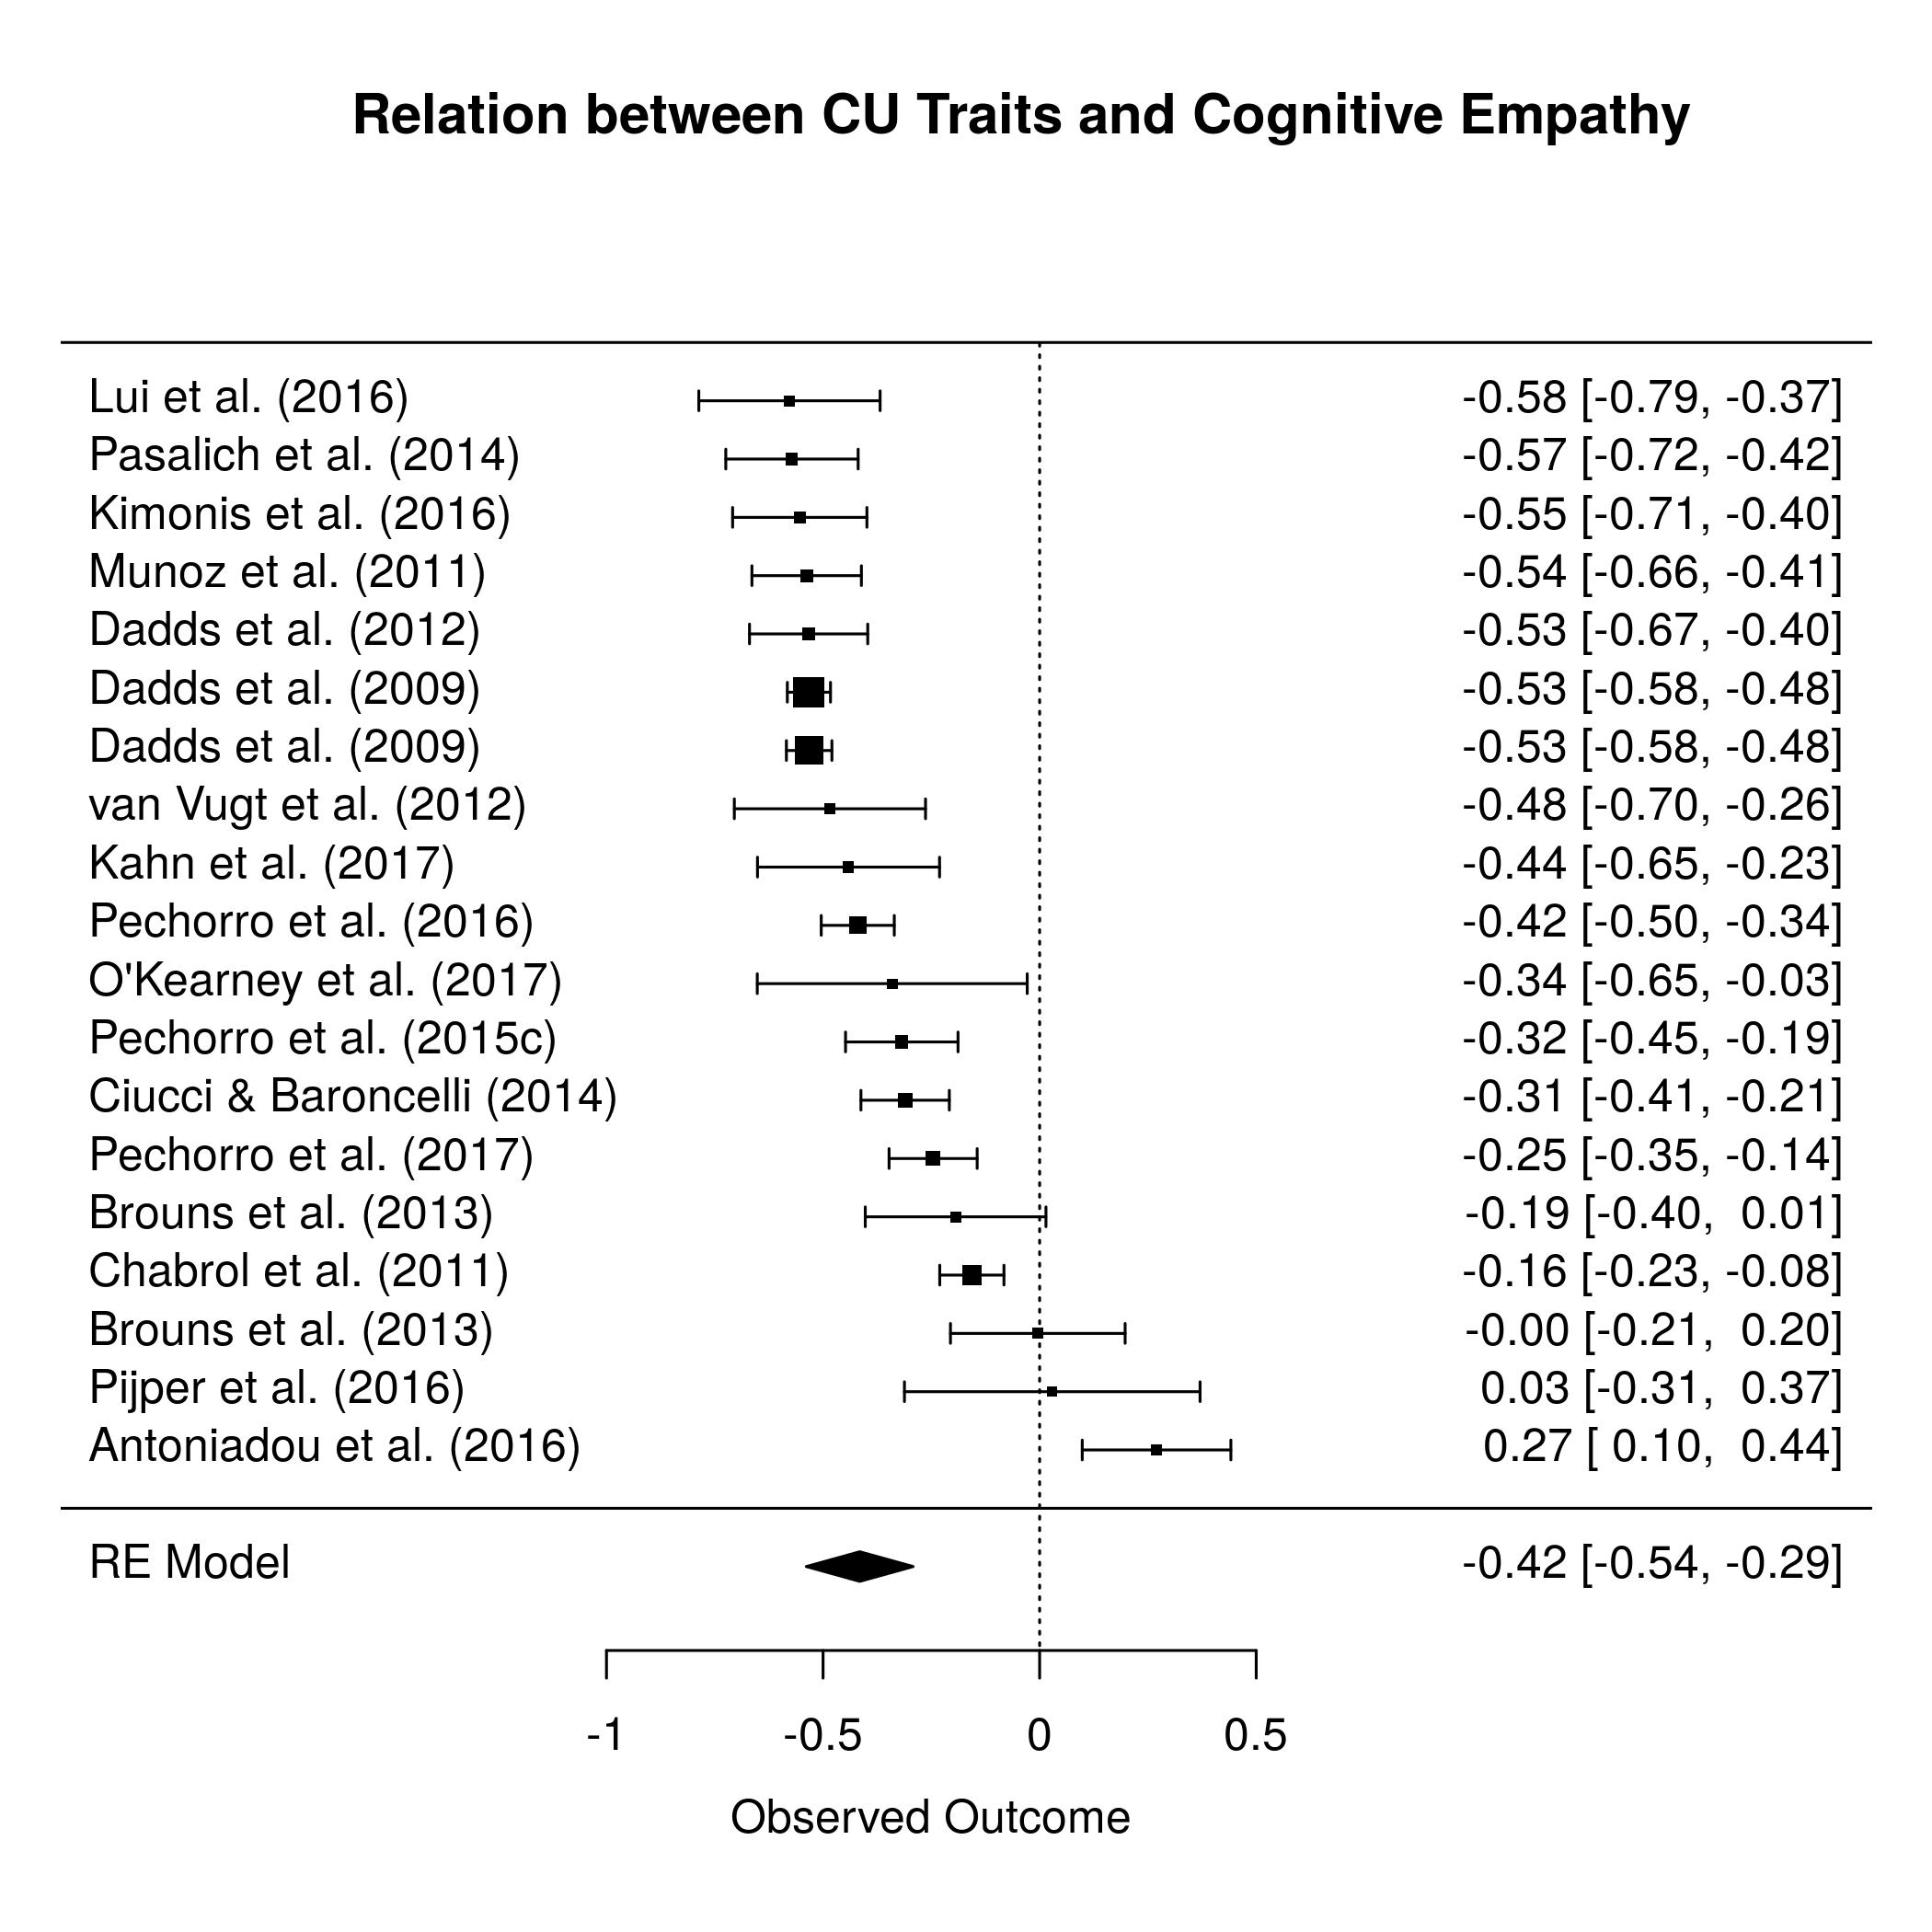 Relation between CU Traits and Cognitive Empathy
Lui et al. (2016) -0.58 [-0.79, -0.37]
Pasalich et al. (2014) -0.57 [-0.72, -0.42]
Kimonis et al. (2016) -0.55 [-0.71, -0.40]
Munoz et al. (2011) -0.54 [-0.66, -0.41]
Dadds et al. (2012) -0.53 [-0.67, -0.40]
Dadds et al. (2009) -0.53 [-0.58, -0.48]
Dadds et al. (2009) -0.53 [-0.58, -0.48]
van Vugt et al. (2012) -0.48 [-0.70, -0.26]
Kahn et al. (2017) -0.44 [-0.65, -0.23]
Pechorro et al. (2016) -0.42 [-0.50, -0.34]
O'Kearney et al. (2017) -0.34 [-0.65, -0.03]
Pechorro et al. (2015c) -0.32 [-0.45, -0.19]
Ciucci & Baroncelli (2014) -0.31 [-0.41, -0.21]
Pechorro et al. (2017) -0.25 [-0.35, -0.14]
Brouns et al. (2013) -0.19 [-0.40, 0.01]
Chabrol et al. (2011) -0.16 [-0.23, -0.08]
Brouns et al. (2013) -0.00 [-0.21, 0.20]
Pijper et al. (2016) 0.03 [-0.31, 0.37]
Antoniadou et al. (2016) 0.27 [ 0.10, 0.44]
RE Model -0.42 [-0.54, -0.29]
-1 -0.5 0 0.5
Observed Outcome